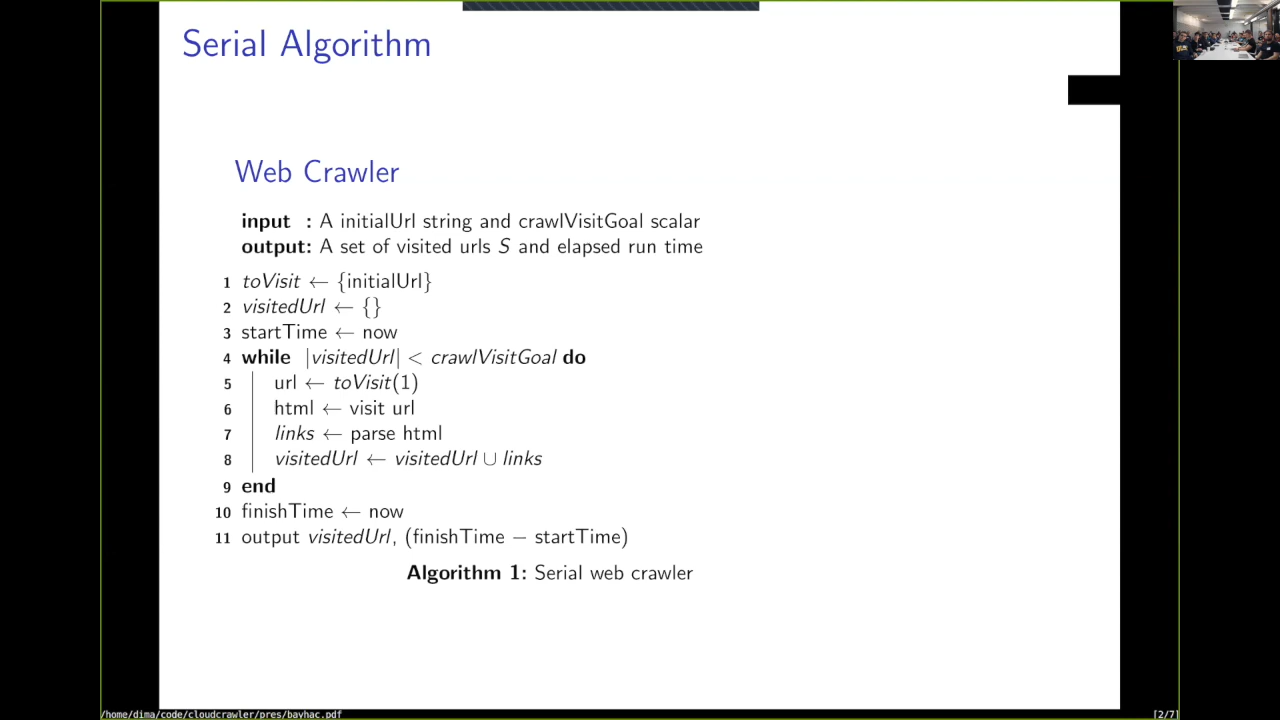 Serial Algorithm
Web Crawler
input : A initialUrl string and crawlVisitGoal scalar
output: A set of visited urls S and elapsed run time
1 toVisit ← {initialUrl}
2 visitedUrl ← {}
3 startTime ← now
4 while |visitedUrl| < crawlVisitGoal do
5 url ← toVisit(1)
6 html ← visit url
7 links ← parse html
8 visitedUrl ← visitedUrl ∪ links
9 end
10 finishTime ← now
11 output visitedUrl, (finishTime − startTime)
Algorithm 1: Serial web crawler
/home/dima/code/cloudcrawler/pres/bayhac.pdf [2/7]